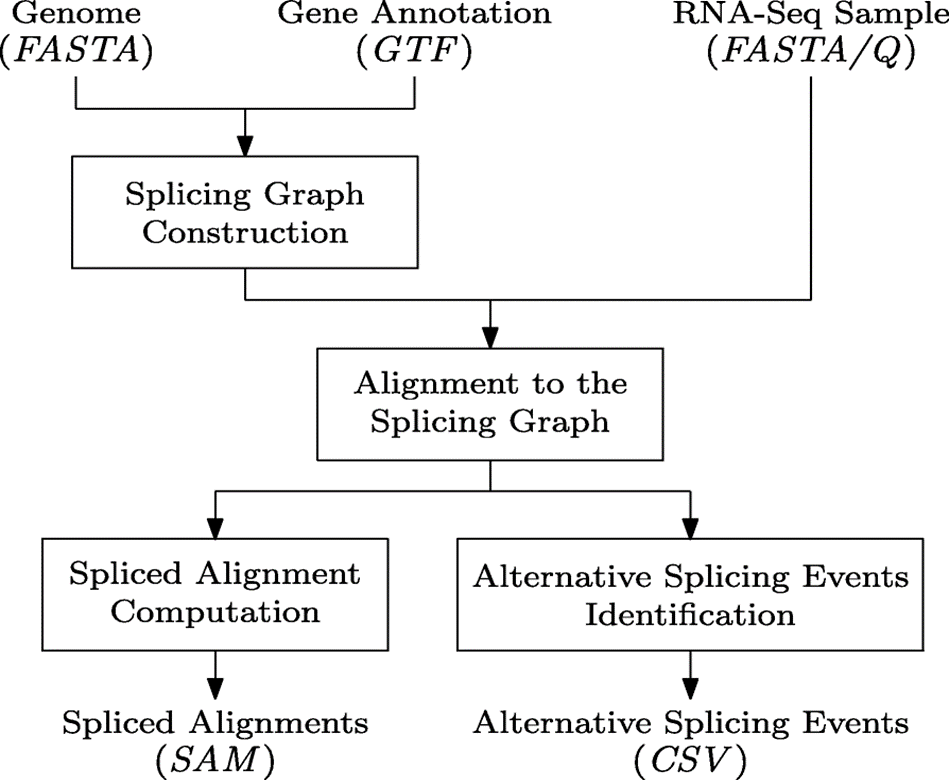 Genome
(FASTA)
Gene Annotation
(GTF)
RNA-Seq Sample
(FASTA/Q)
Splicing Graph
Construction
Alignment to the
Splicing Graph
Spliced Alignment
Computation
Alternative Splicing Events
Identification
Spliced Alignments
(SAM)
Alternative Splicing Events
(CSV)